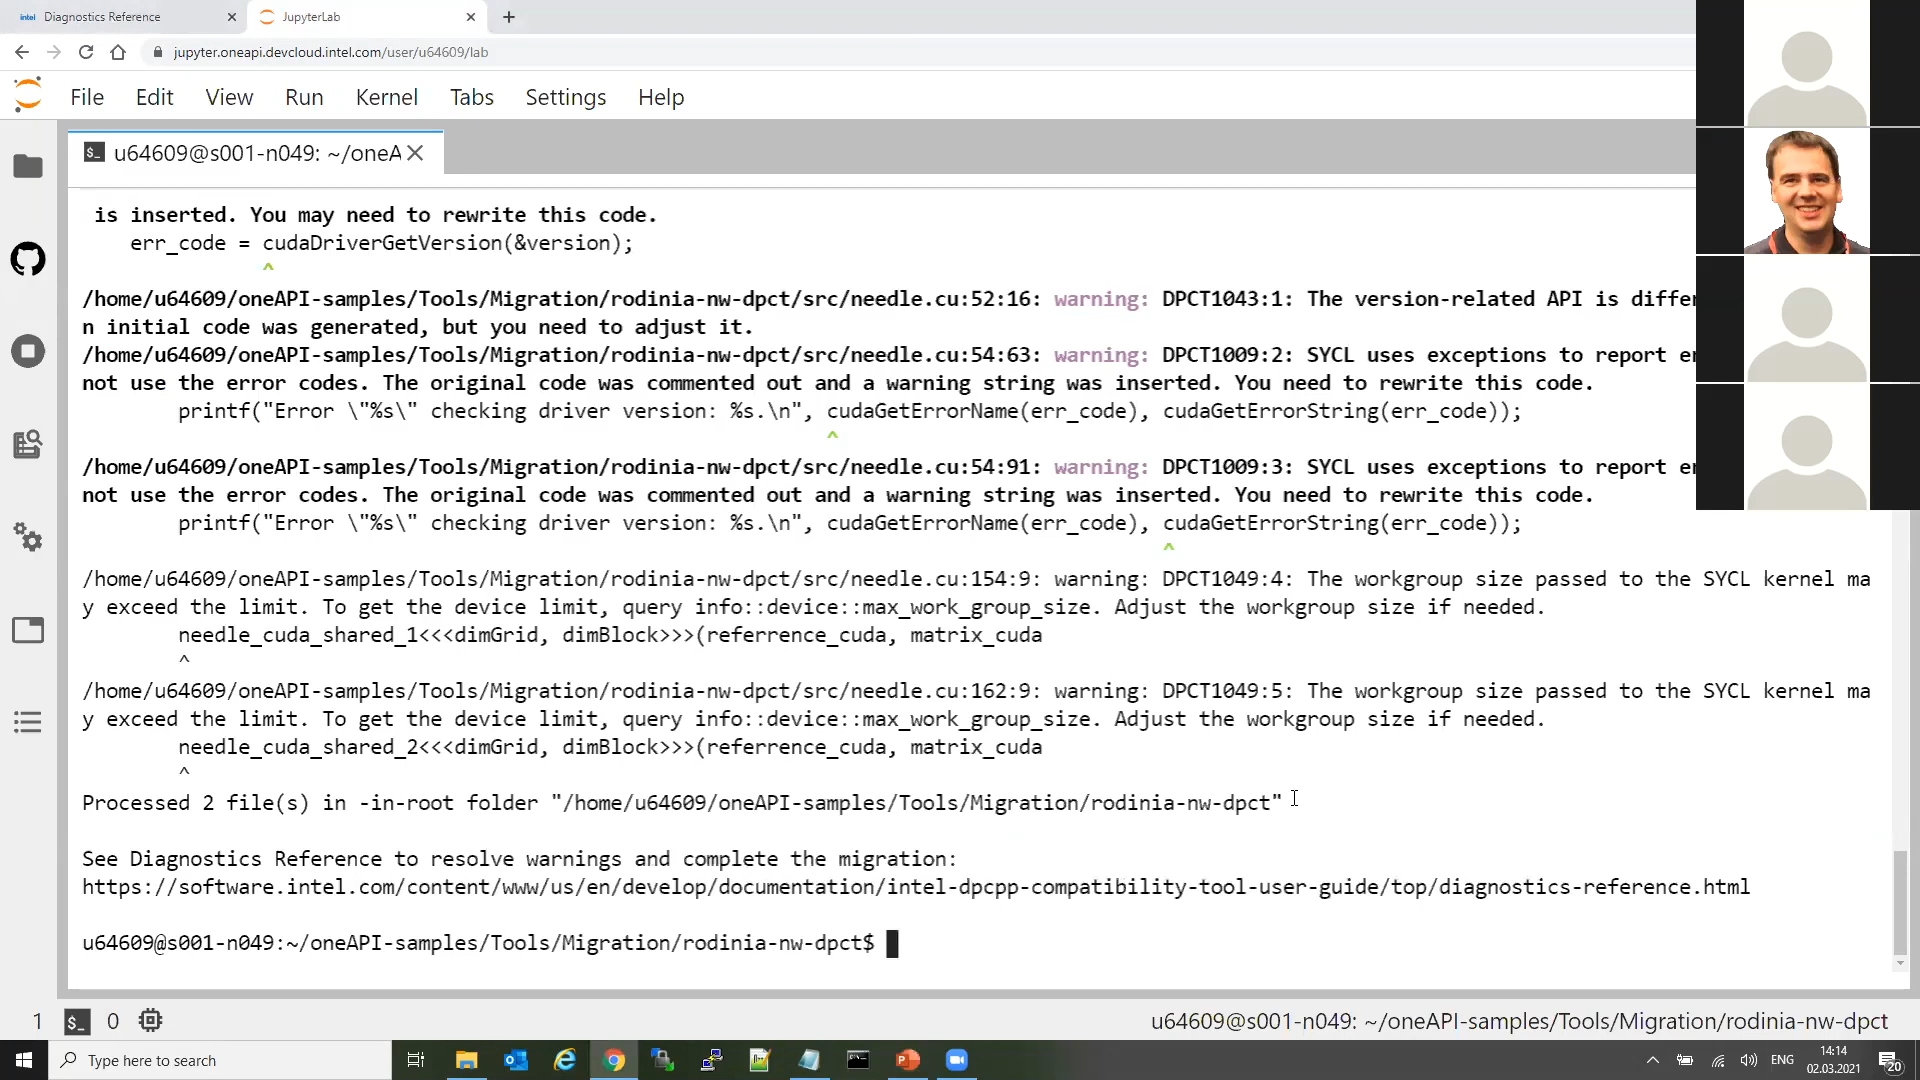 intel Diagnostics Reference
JupyterLab
jupyter.oneapi.devcloud.intel.com/user/u64609/lab
File Edit View Run Kernel Tabs Settings Help
u64609@s001-n049: ~/oneA
is inserted. You may need to rewrite this code.
err_code = cudaDriverGetVersion(&version);
^
/home/u64609/oneAPI-samples/Tools/Migration/rodinia-nw-dpct/src/needle.cu:52:16: warning: DPCT1043:1: The version-related API is differ
n initial code was generated, but you need to adjust it.
/home/u64609/oneAPI-samples/Tools/Migration/rodinia-nw-dpct/src/needle.cu:54:63: warning: DPCT1009:2: SYCL uses exceptions to report er
not use the error codes. The original code was commented out and a warning string was inserted. You need to rewrite this code.
printf("Error \"%s\" checking driver version: %s.\n", cudaGetErrorName(err_code), cudaGetErrorString(err_code));
^
/home/u64609/oneAPI-samples/Tools/Migration/rodinia-nw-dpct/src/needle.cu:54:91: warning: DPCT1009:3: SYCL uses exceptions to report er
not use the error codes. The original code was commented out and a warning string was inserted. You need to rewrite this code.
printf("Error \"%s\" checking driver version: %s.\n", cudaGetErrorName(err_code), cudaGetErrorString(err_code));
^
/home/u64609/oneAPI-samples/Tools/Migration/rodinia-nw-dpct/src/needle.cu:154:9: warning: DPCT1049:4: The workgroup size passed to the SYCL kernel ma
y exceed the limit. To get the device limit, query info::device::max_work_group_size. Adjust the workgroup size if needed.
needle_cuda_shared_1<<<dimGrid, dimBlock>>>(referrence_cuda, matrix_cuda
^
/home/u64609/oneAPI-samples/Tools/Migration/rodinia-nw-dpct/src/needle.cu:162:9: warning: DPCT1049:5: The workgroup size passed to the SYCL kernel ma
y exceed the limit. To get the device limit, query info::device::max_work_group_size. Adjust the workgroup size if needed.
needle_cuda_shared_2<<<dimGrid, dimBlock>>>(referrence_cuda, matrix_cuda
^
Processed 2 file(s) in -in-root folder "/home/u64609/oneAPI-samples/Tools/Migration/rodinia-nw-dpct"
See Diagnostics Reference to resolve warnings and complete the migration:
https://software.intel.com/content/www/us/en/develop/documentation/intel-dpcpp-compatibility-tool-user-guide/top/diagnostics-reference.html
u64609@s001-n049:~/oneAPI-samples/Tools/Migration/rodinia-nw-dpct$
1 $_ 0
u64609@s001-n049: ~/oneAPI-samples/Tools/Migration/rodinia-nw-dpct
Type here to search
ENG
14:14
02.03.2021
20